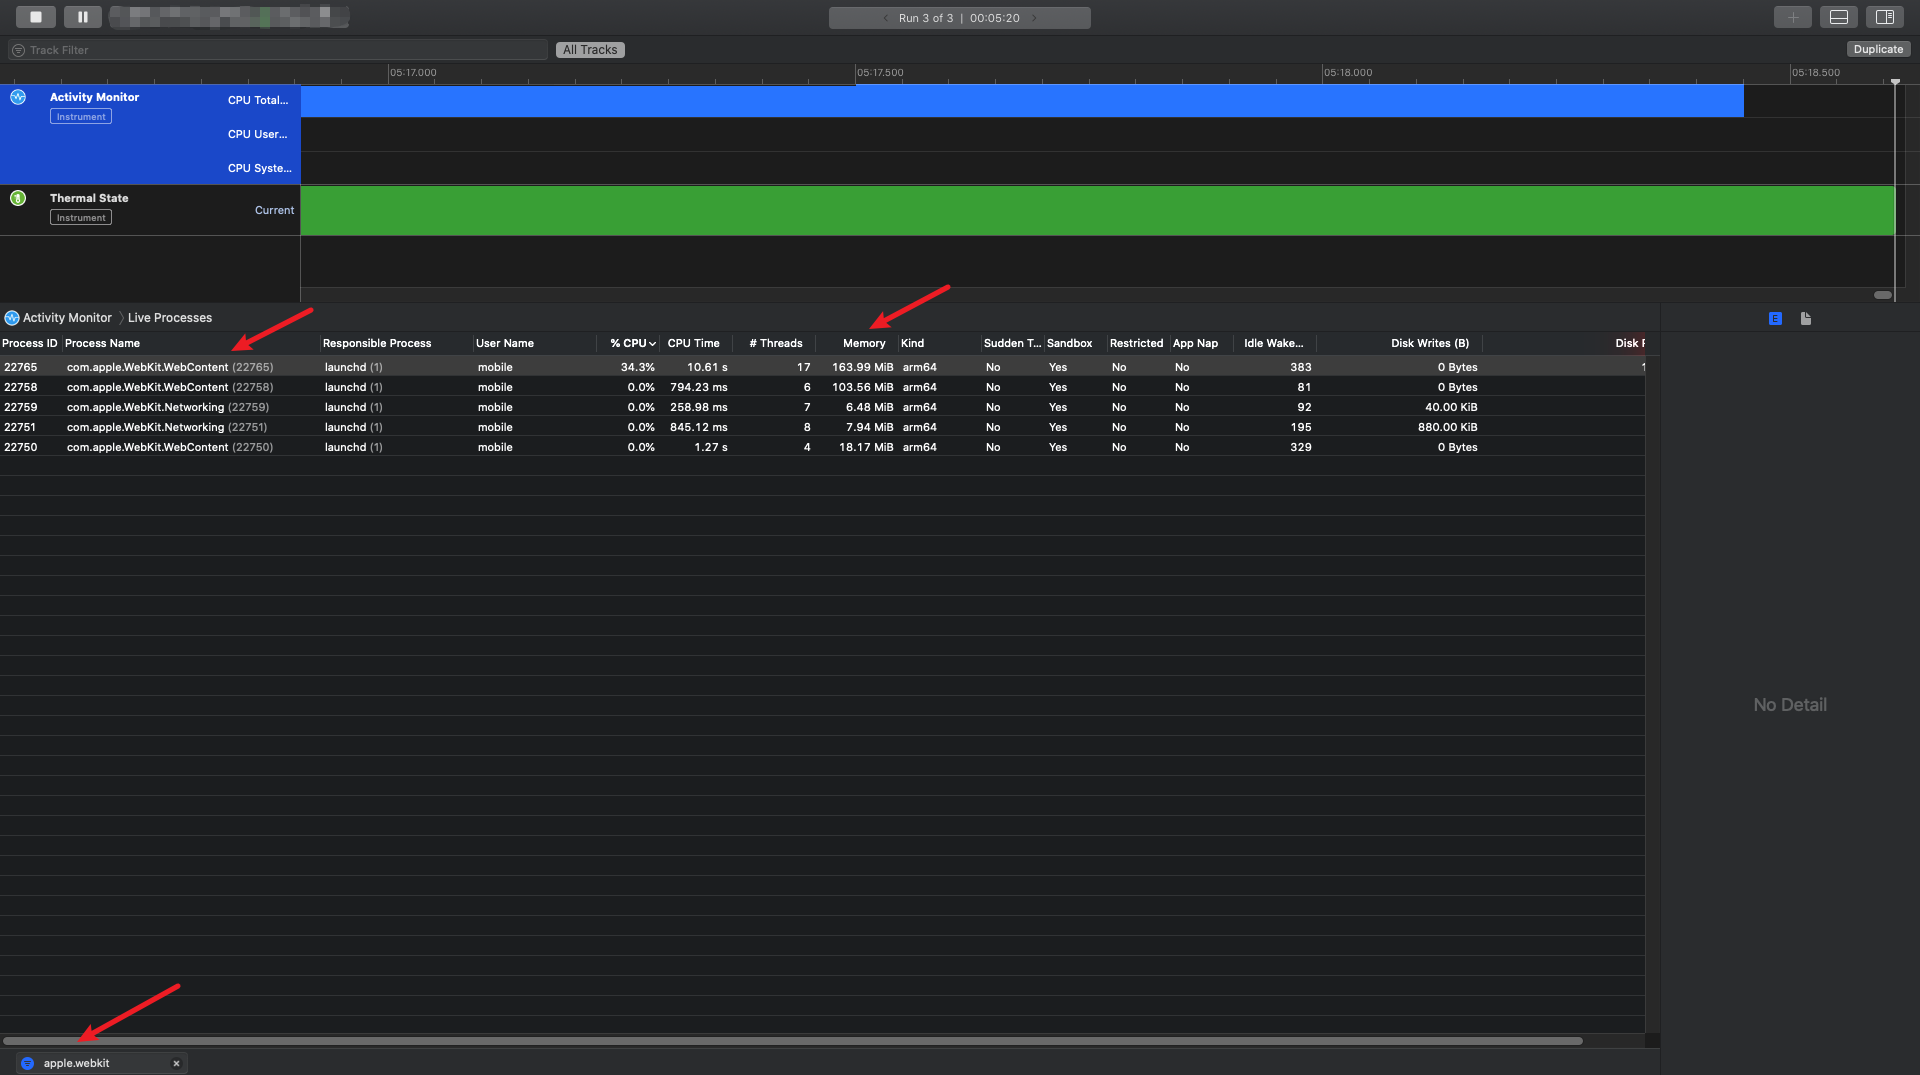 Run 3 of 3 | 00:05:20
Track Filter
All Tracks
Duplicate
05:17.000 05:17.500 05:18.000 05:18.500
Activity Monitor
Instrument
CPU Total...
CPU User...
CPU Syste...
Thermal State
Instrument
Current
Activity Monitor Live Processes
Process ID Process Name Responsible Process User Name % CPU CPU Time # Threads Memory Kind Sudden T... Sandbox Restricted App Nap Idle Wake... Disk Writes (B) Disk F
22765 com.apple.WebKit.WebContent (22765) launchd (1) mobile 34.3% 10.61 s 17 163.99 MiB arm64 No Yes No No 383 0 Bytes 1
22758 com.apple.WebKit.WebContent (22758) launchd (1) mobile 0.0% 794.23 ms 6 103.56 MiB arm64 No Yes No No 81 0 Bytes
22759 com.apple.WebKit.Networking (22759) launchd (1) mobile 0.0% 258.98 ms 7 6.48 MiB arm64 No Yes No No 92 40.00 KiB
22751 com.apple.WebKit.Networking (22751) launchd (1) mobile 0.0% 845.12 ms 8 7.94 MiB arm64 No Yes No No 195 880.00 KiB
22750 com.apple.WebKit.WebContent (22750) launchd (1) mobile 0.0% 1.27 s 4 18.17 MiB arm64 No Yes No No 329 0 Bytes
E
No Detail
apple.webkit